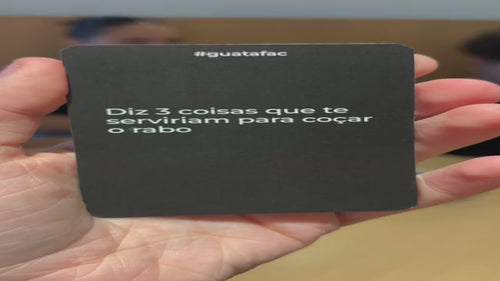 #guatafac
Diz 3 coisas que te
serviriam para coçar
o rabo